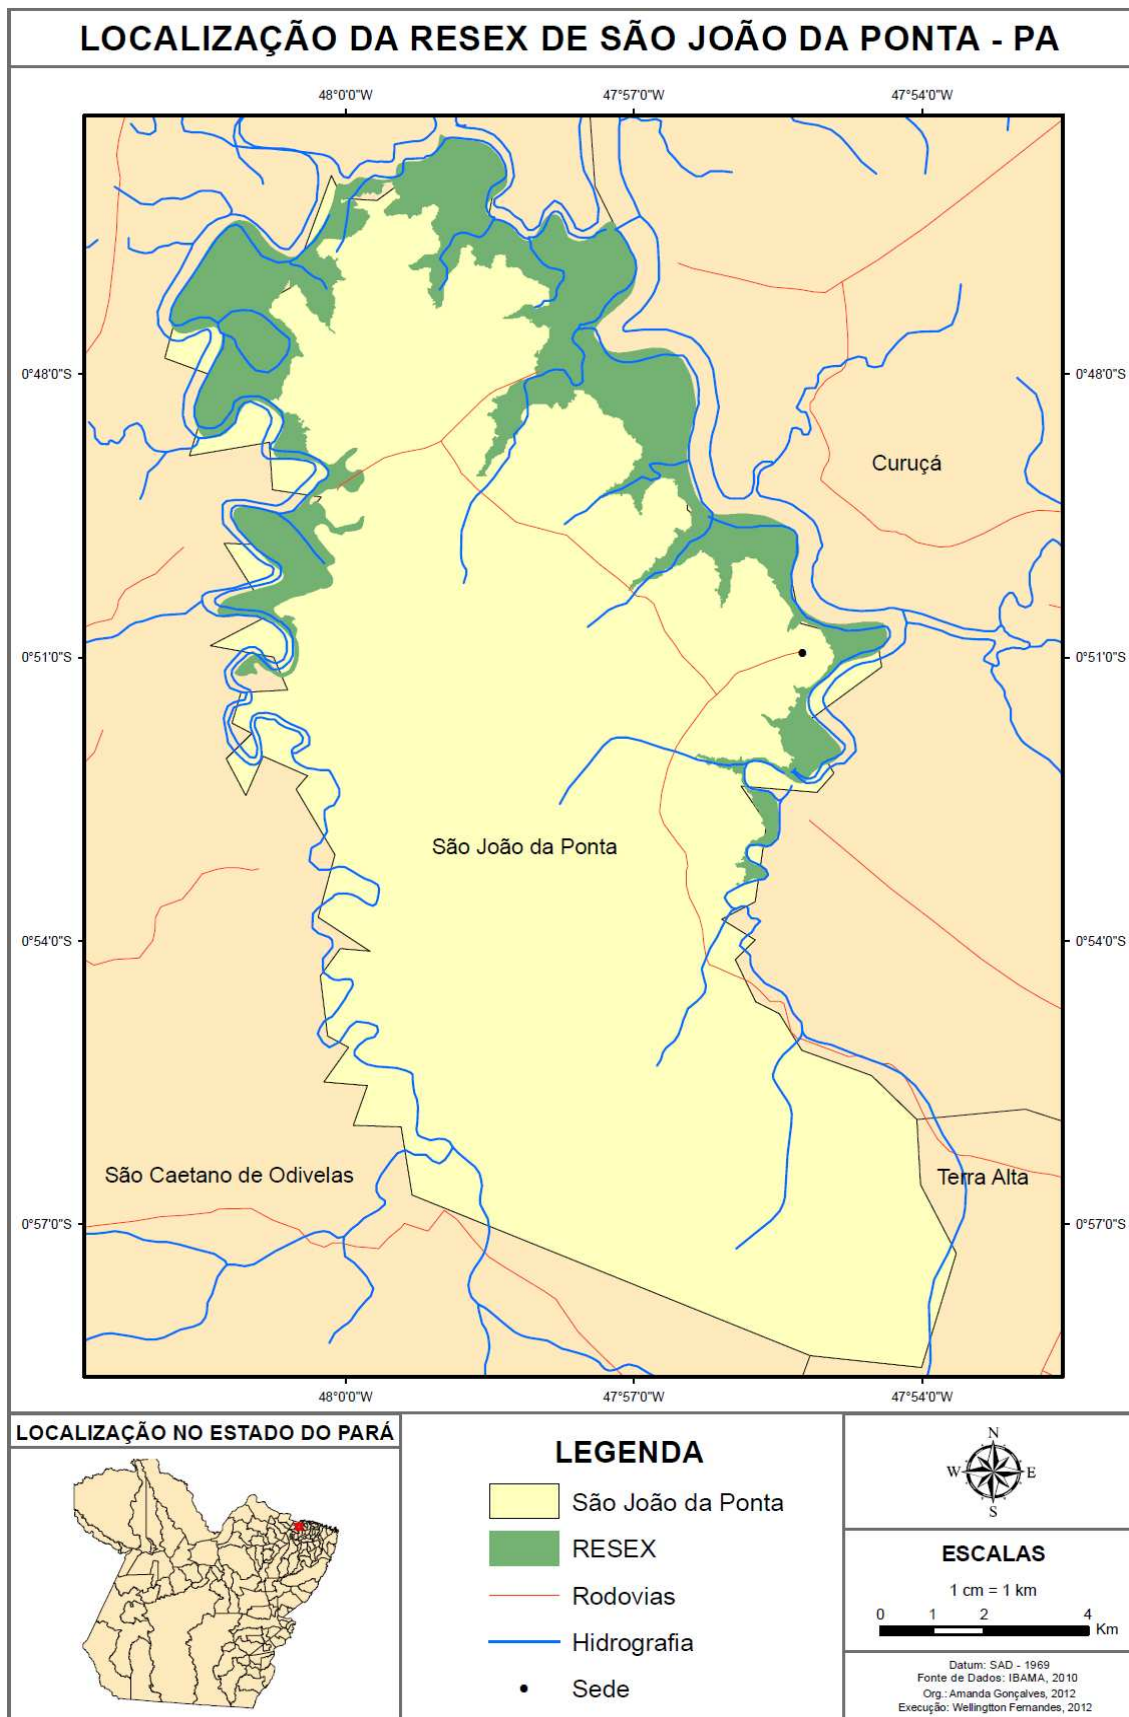 LOCALIZAÇÃO DA RESEX DE SÃO JOÃO DA PONTA - PA
48°0'0"W 47°57'0"W 47°54'0"W
0°48'0"S 0°48'0"S
Curuçá
0°51'0"S 0°51'0"S
São João da Ponta
0°54'0"S 0°54'0"S
São Caetano de Odivelas Terra Alta
0°57'0"S 0°57'0"S
48°0'0"W 47°57'0"W 47°54'0"W
LOCALIZAÇÃO NO ESTADO DO PARÁ
LEGENDA
São João da Ponta
RESEX
Rodovias
Hidrografia
Sede
N
W E
S
ESCALAS
1 cm = 1 km
0 1 2 4
Km
Datum: SAD - 1969
Fonte de Dados: IBAMA, 2010
Org.: Amanda Gonçalves, 2012
Execução: Wellingtton Fernandes, 2012